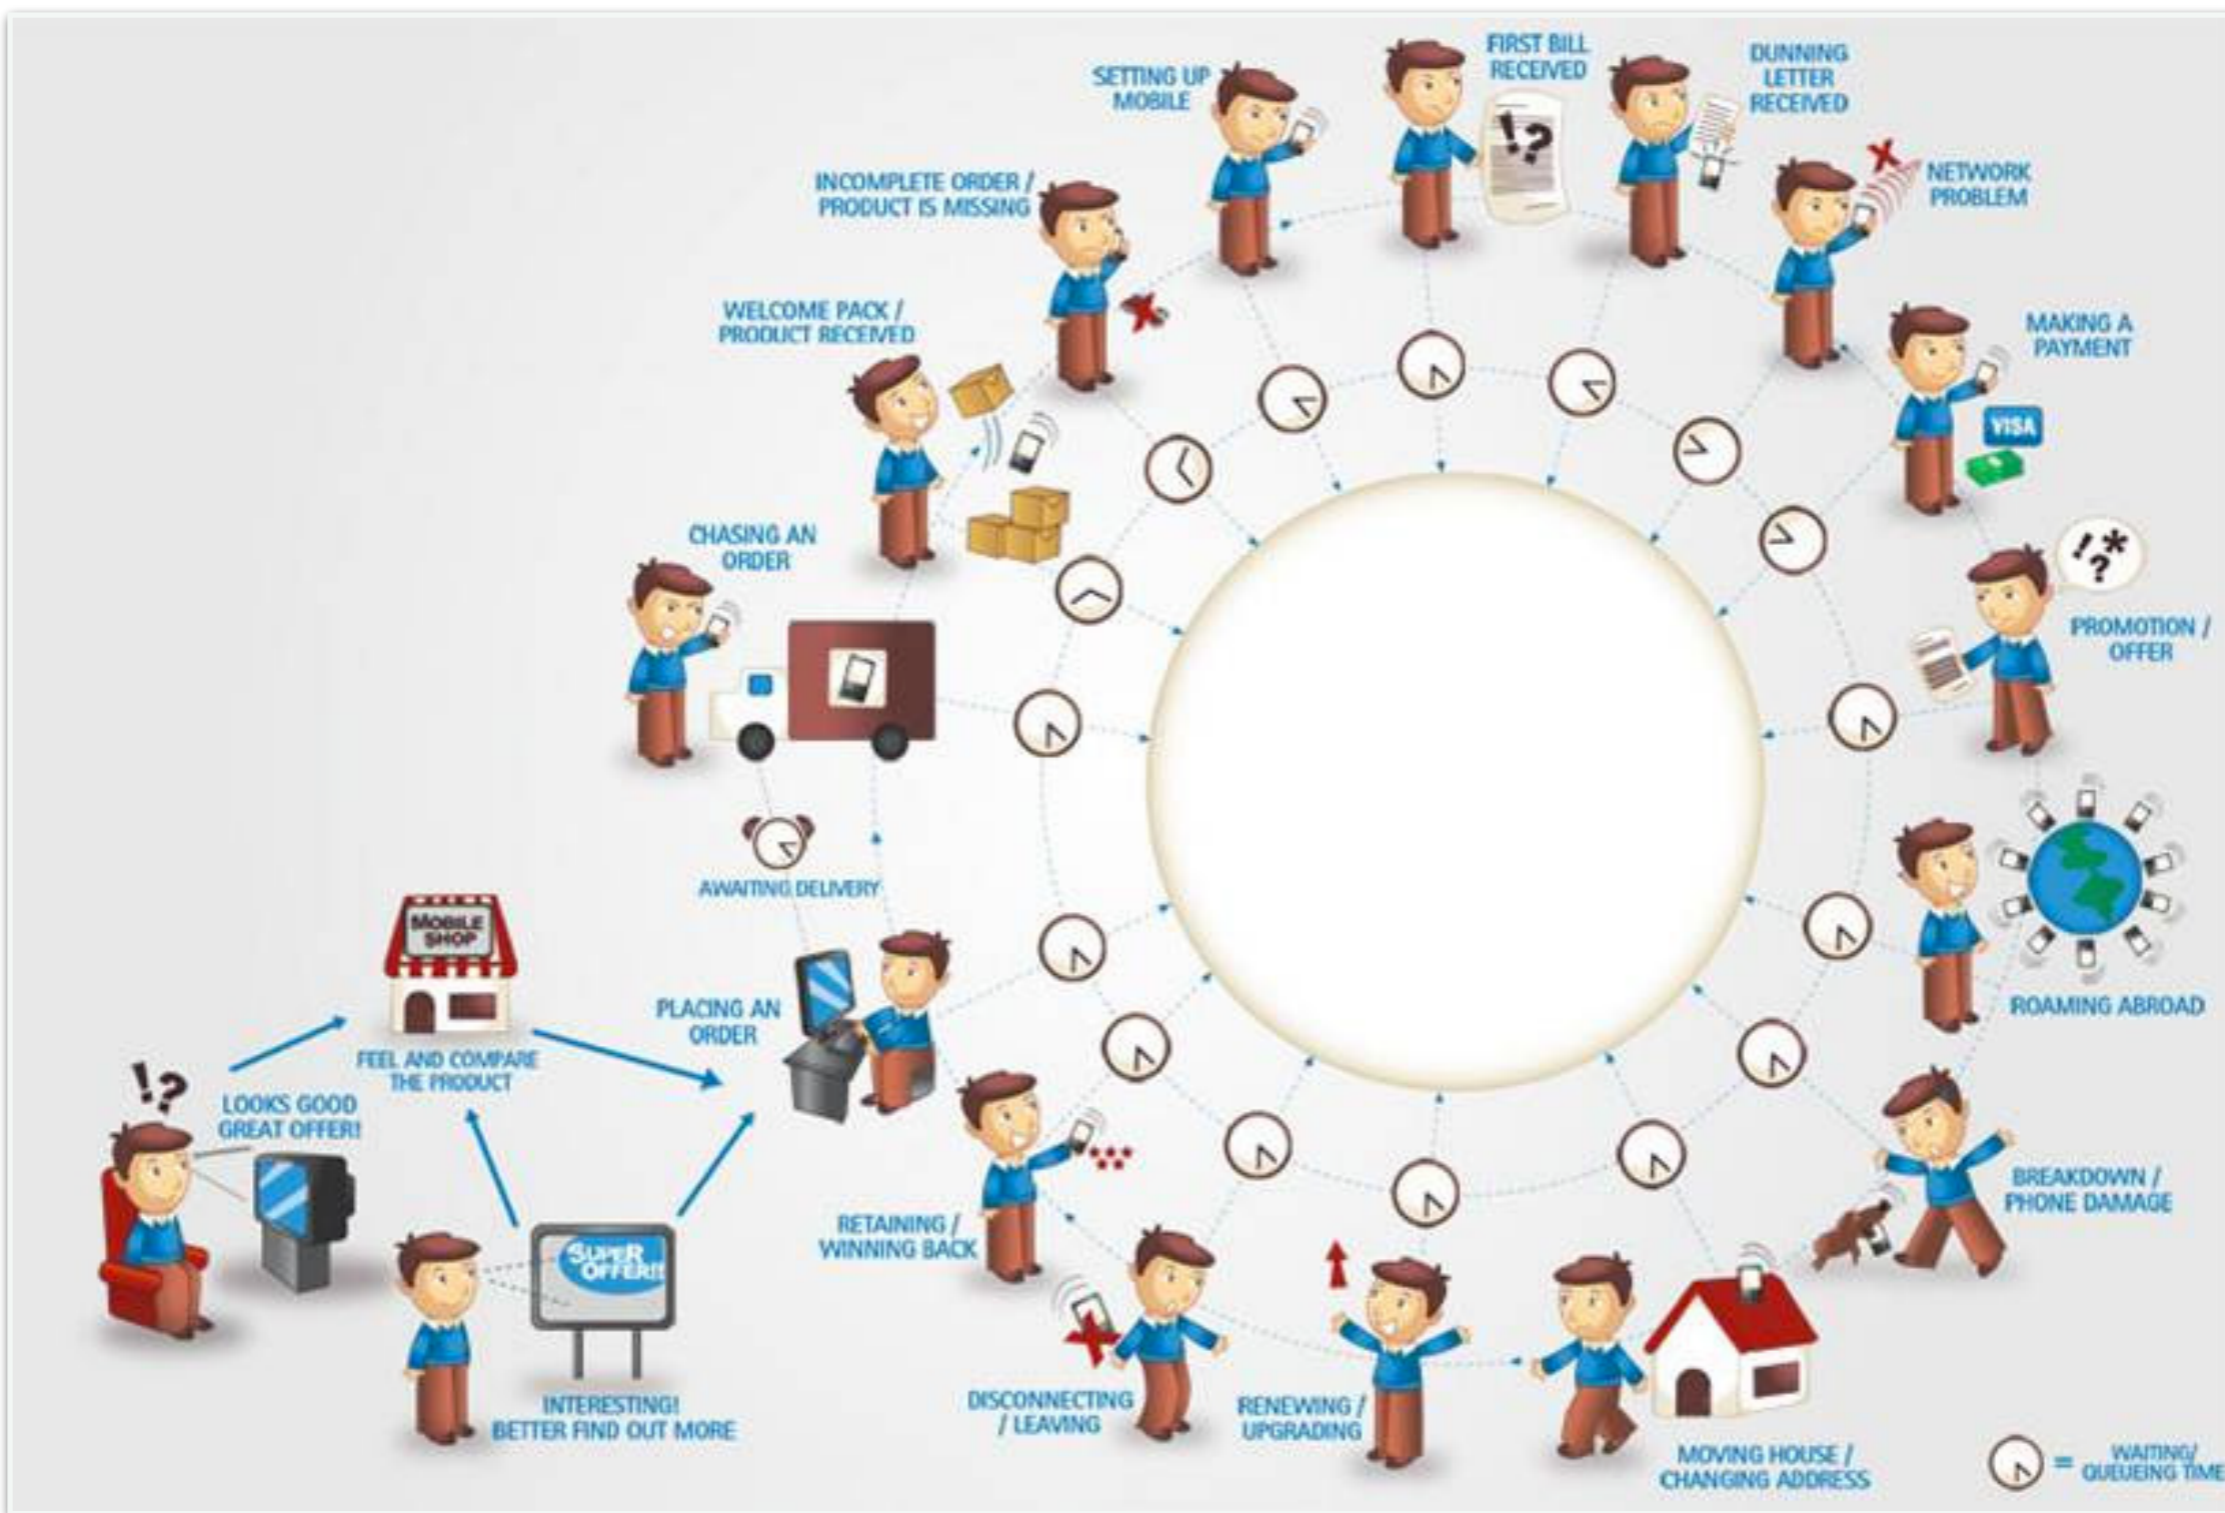 SETTING UP
MOBILE
FIRST BILL
RECEIVED
!?
DUNNING
LETTER
RECEIVED
NETWORK
PROBLEM
INCOMPLETE ORDER /
PRODUCT IS MISSING
WELCOME PACK /
PRODUCT RECEIVED
MAKING A
PAYMENT
VISA
CHASING AN
ORDER
!*
?
PROMOTION /
OFFER
AWAITING DELIVERY
MOBILE
SHOP
FEEL AND COMPARE
THE PRODUCT
PLACING AN
ORDER
ROAMING ABROAD
!?
LOOKS GOOD
GREAT OFFER!
BREAKDOWN /
PHONE DAMAGE
RETAINING /
WINNING BACK
SUPER
OFFER!!
INTERESTING!
BETTER FIND OUT MORE
DISCONNECTING
/ LEAVING
RENEWING /
UPGRADING
MOVING HOUSE /
CHANGING ADDRESS
= WAITING/
QUEUEING TIME